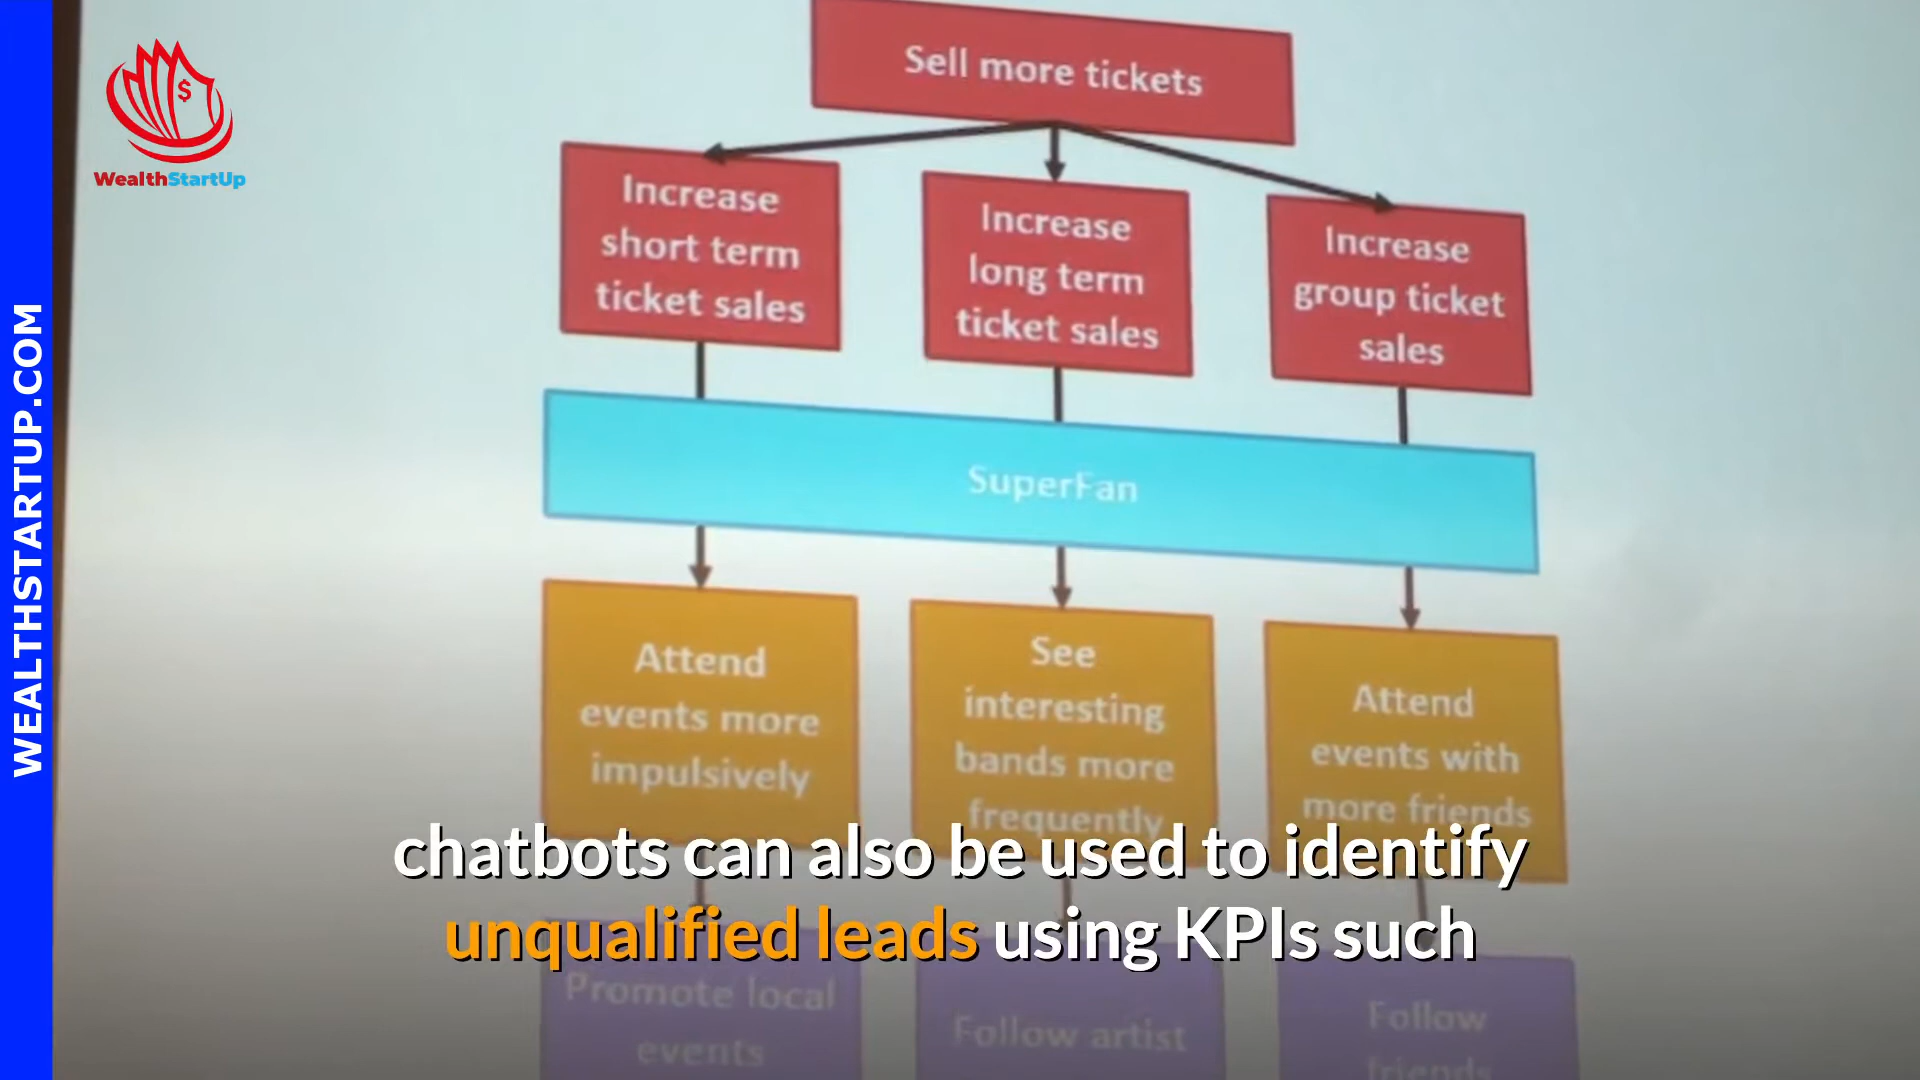 WEALTHSTARTUP.COM
$
WealthStartUp
Sell more tickets
Increase
short term
ticket sales
Increase
long term
ticket sales
Increase
group ticket
sales
SuperFan
Attend
events more
impulsively
See
interesting
bands more
frequently
Attend
events with
more friends
chatbots can also be used to identify
unqualified leads using KPIs such
Promote local
events
Follow artist
Follow
friends